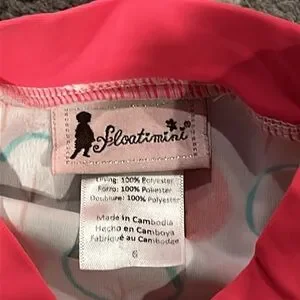 Floatimini
Lining: 100% Polyester
Forro: 100% Poliester
Doublure: 100% Polyester
Made in Cambodia
Hecho en Camboya
Fabriqué au Cambodge
6